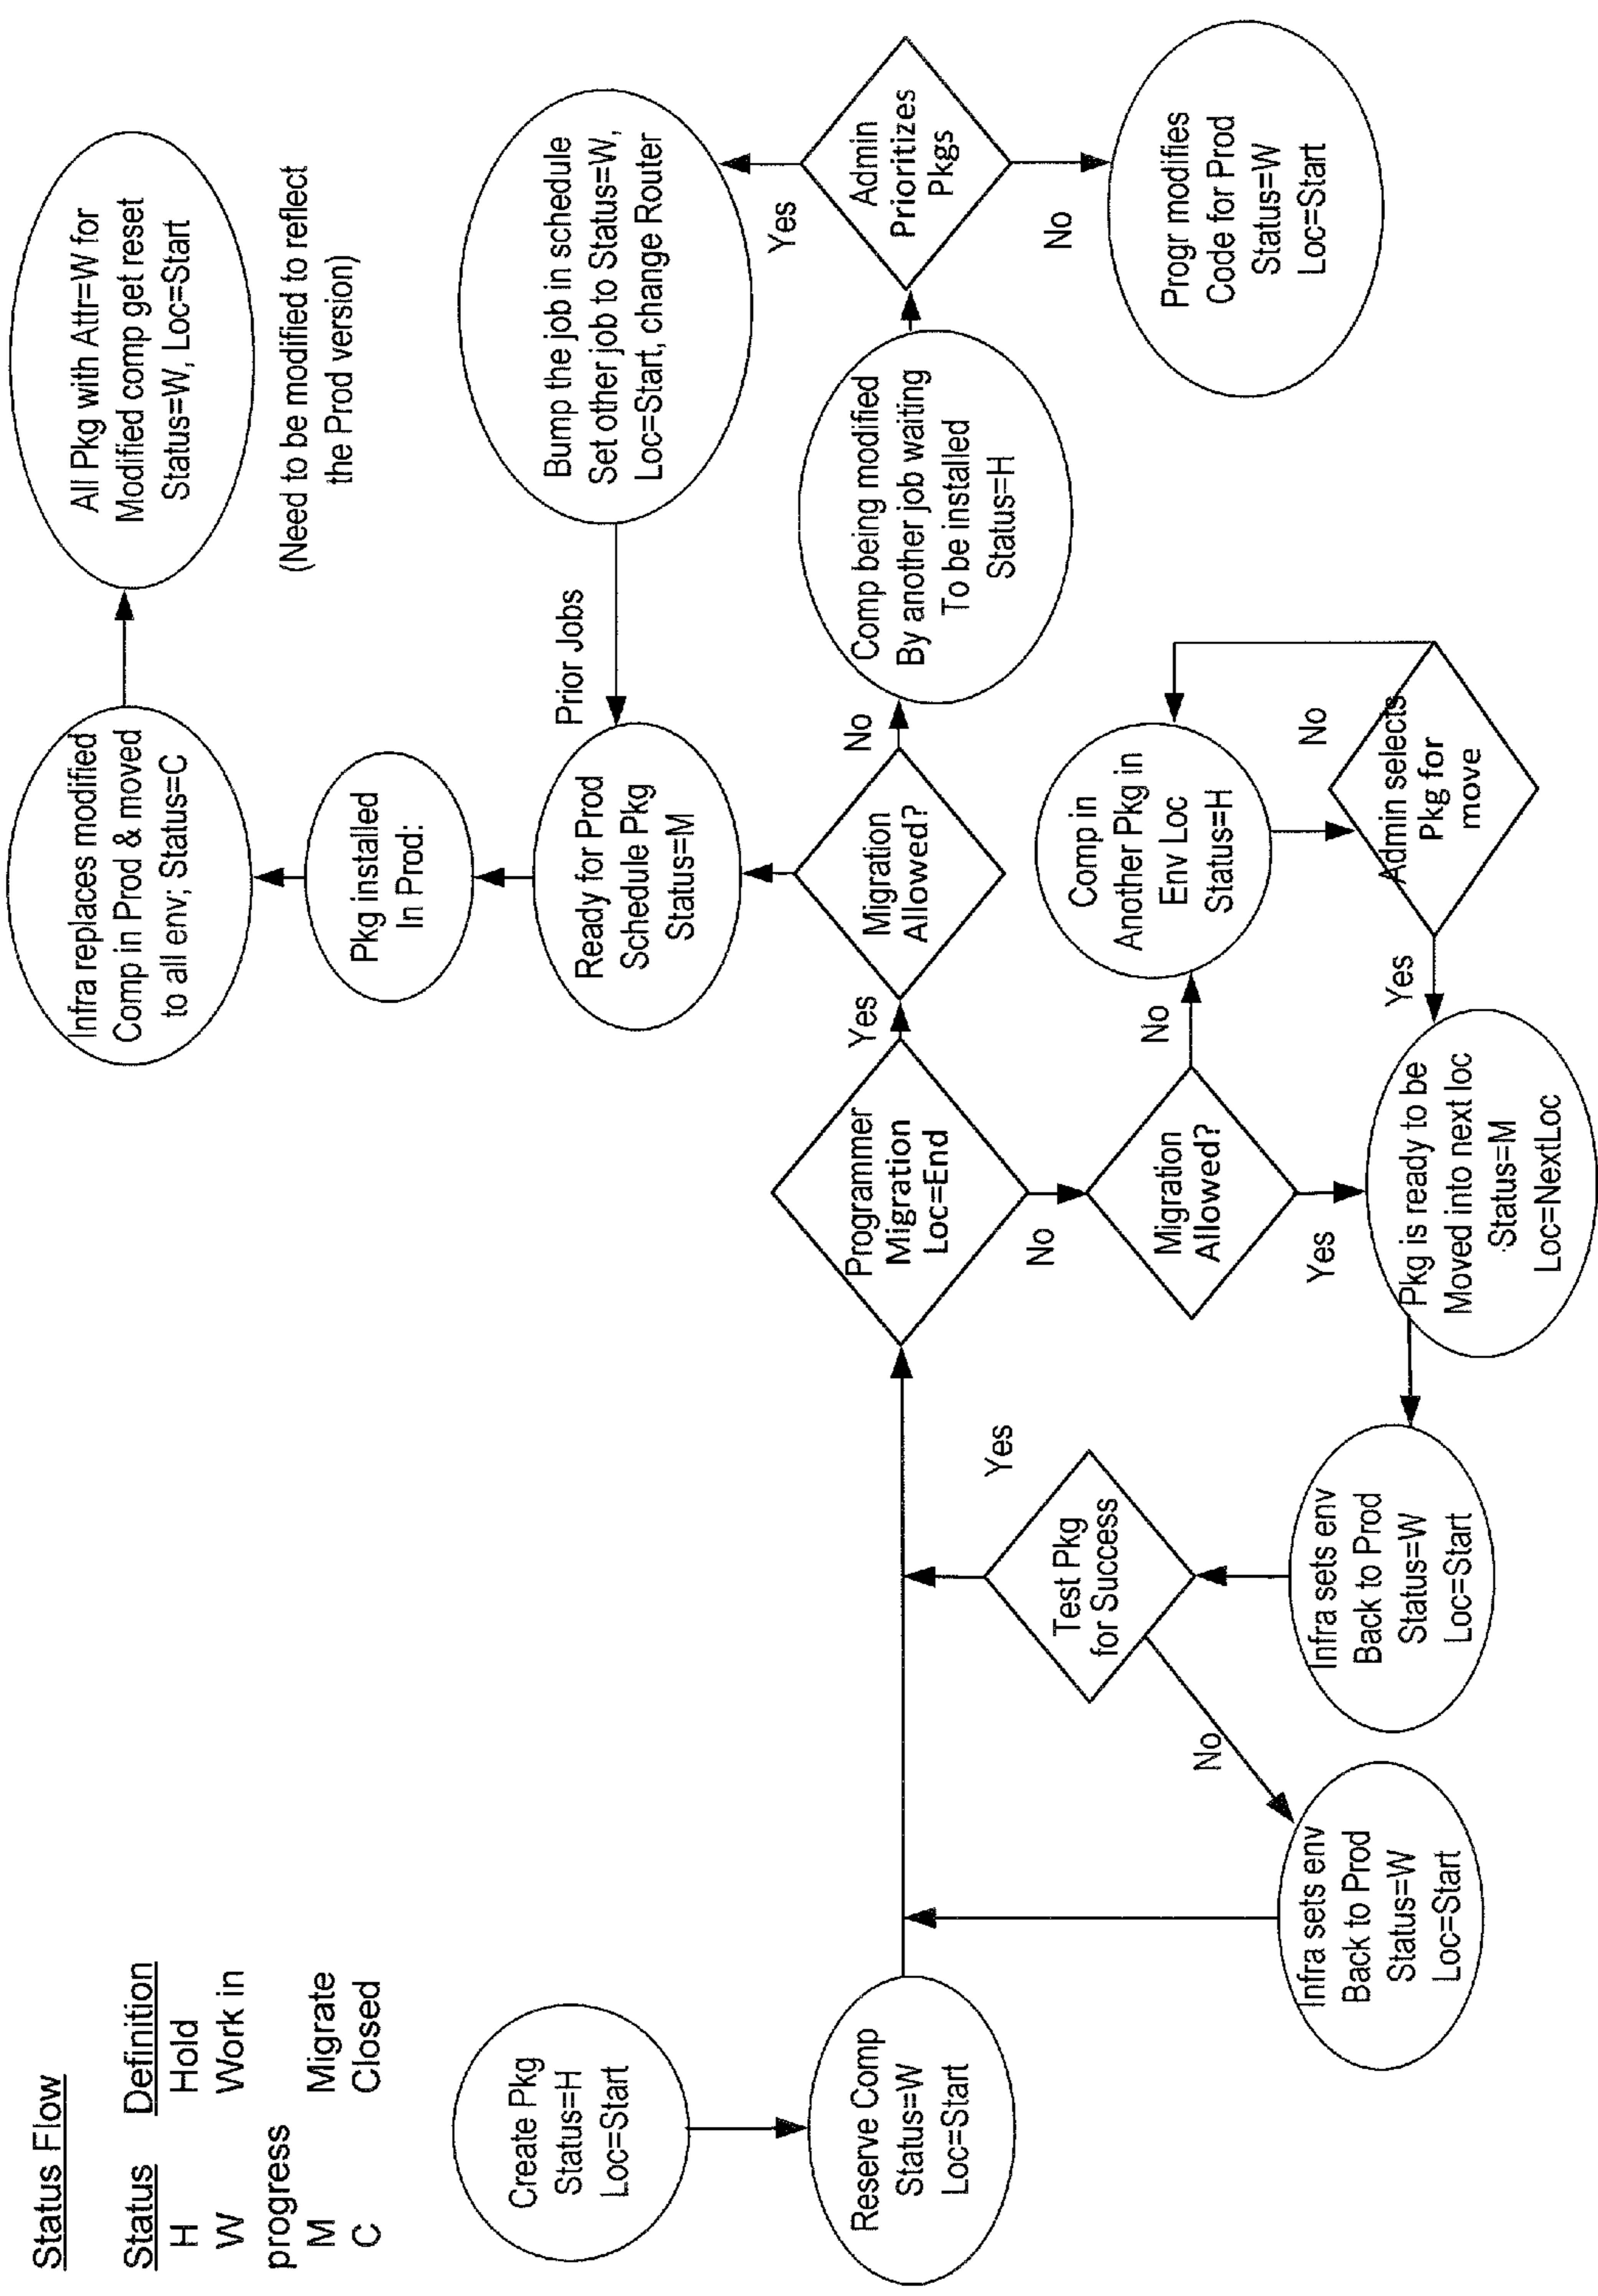 Status Flow
Status Definition
H Hold
W Work in
progress
M Migrate
C Closed
Create Pkg
Status=H
Loc=Start
Reserve Comp
Status=W
Loc=Start
Infra sets env
Back to Prod
Status=W
Loc=Start
No
Test Pkg
for Success
Yes
Infra sets env
Back to Prod
Status=W
Loc=Start
Programmer
Migration
Loc=End
Yes
No
Migration
Allowed?
Yes
No
Pkg is ready to be
Moved into next loc
Status=M
Loc=NextLoc
Comp in
Another Pkg in
Env Loc
Status=H
Admin selects
Pkg for
move
Yes
No
Migration
Allowed?
No
Ready for Prod
Schedule Pkg
Status=M
Prior Jobs
Pkg installed
In Prod:
Infra replaces modified
Comp in Prod & moved
to all env; Status=C
All Pkg with Attr=W for
Modified comp get reset
Status=W, Loc=Start
(Need to be modified to reflect
the Prod version)
Bump the job in schedule
Set other job to Status=W,
Loc=Start, change Router
Comp being modified
By another job waiting
To be installed
Status=H
Admin
Prioritizes
Pkgs
Yes
No
Progr modifies
Code for Prod
Status=W
Loc=Start